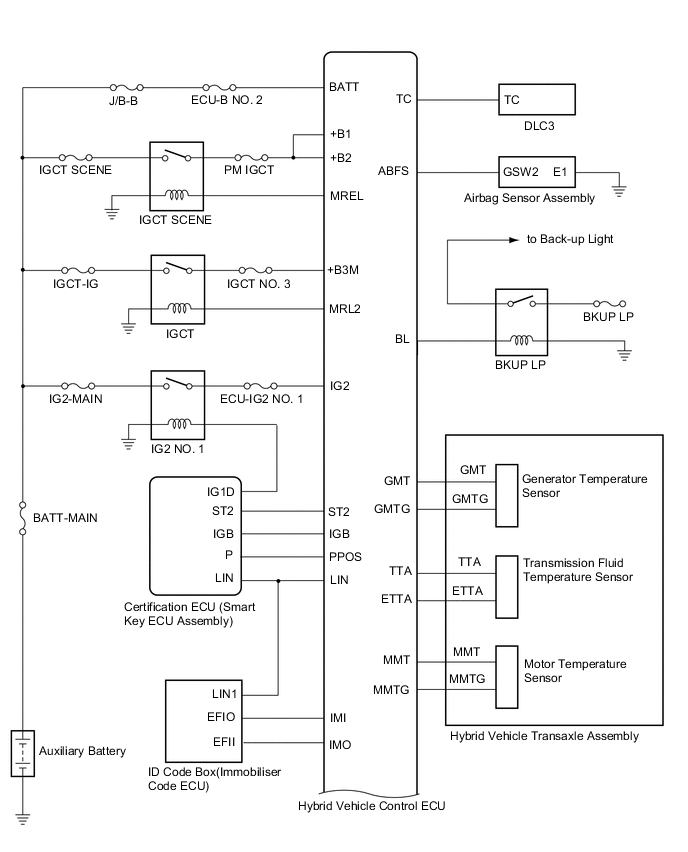 BATT
J/B-B
ECU-B NO. 2
TC
TC
DLC3
+B1
IGCT SCENE
PM IGCT
+B2
ABFS
GSW2
E1
MREL
IGCT SCENE
Airbag Sensor Assembly
to Back-up Light
IGCT-IG
IGCT NO. 3
+B3M
MRL2
IGCT
BKUP LP
BL
BKUP LP
IG2-MAIN
ECU-IG2 NO. 1
IG2
IG2 NO. 1
GMT
GMT
Generator Temperature
Sensor
GMTG
GMTG
IG1D
ST2
ST2
BATT-MAIN
IGB
IGB
P
PPOS
LIN
LIN
TTA
TTA
Transmission Fluid
Temperature Sensor
ETTA
ETTA
Certification ECU (Smart
Key ECU Assembly)
MMT
MMT
Motor Temperature
Sensor
MMTG
MMTG
LIN1
EFIO
IMI
EFII
IMO
Hybrid Vehicle Transaxle Assembly
Auxiliary Battery
ID Code Box(Immobiliser
Code ECU)
Hybrid Vehicle Control ECU